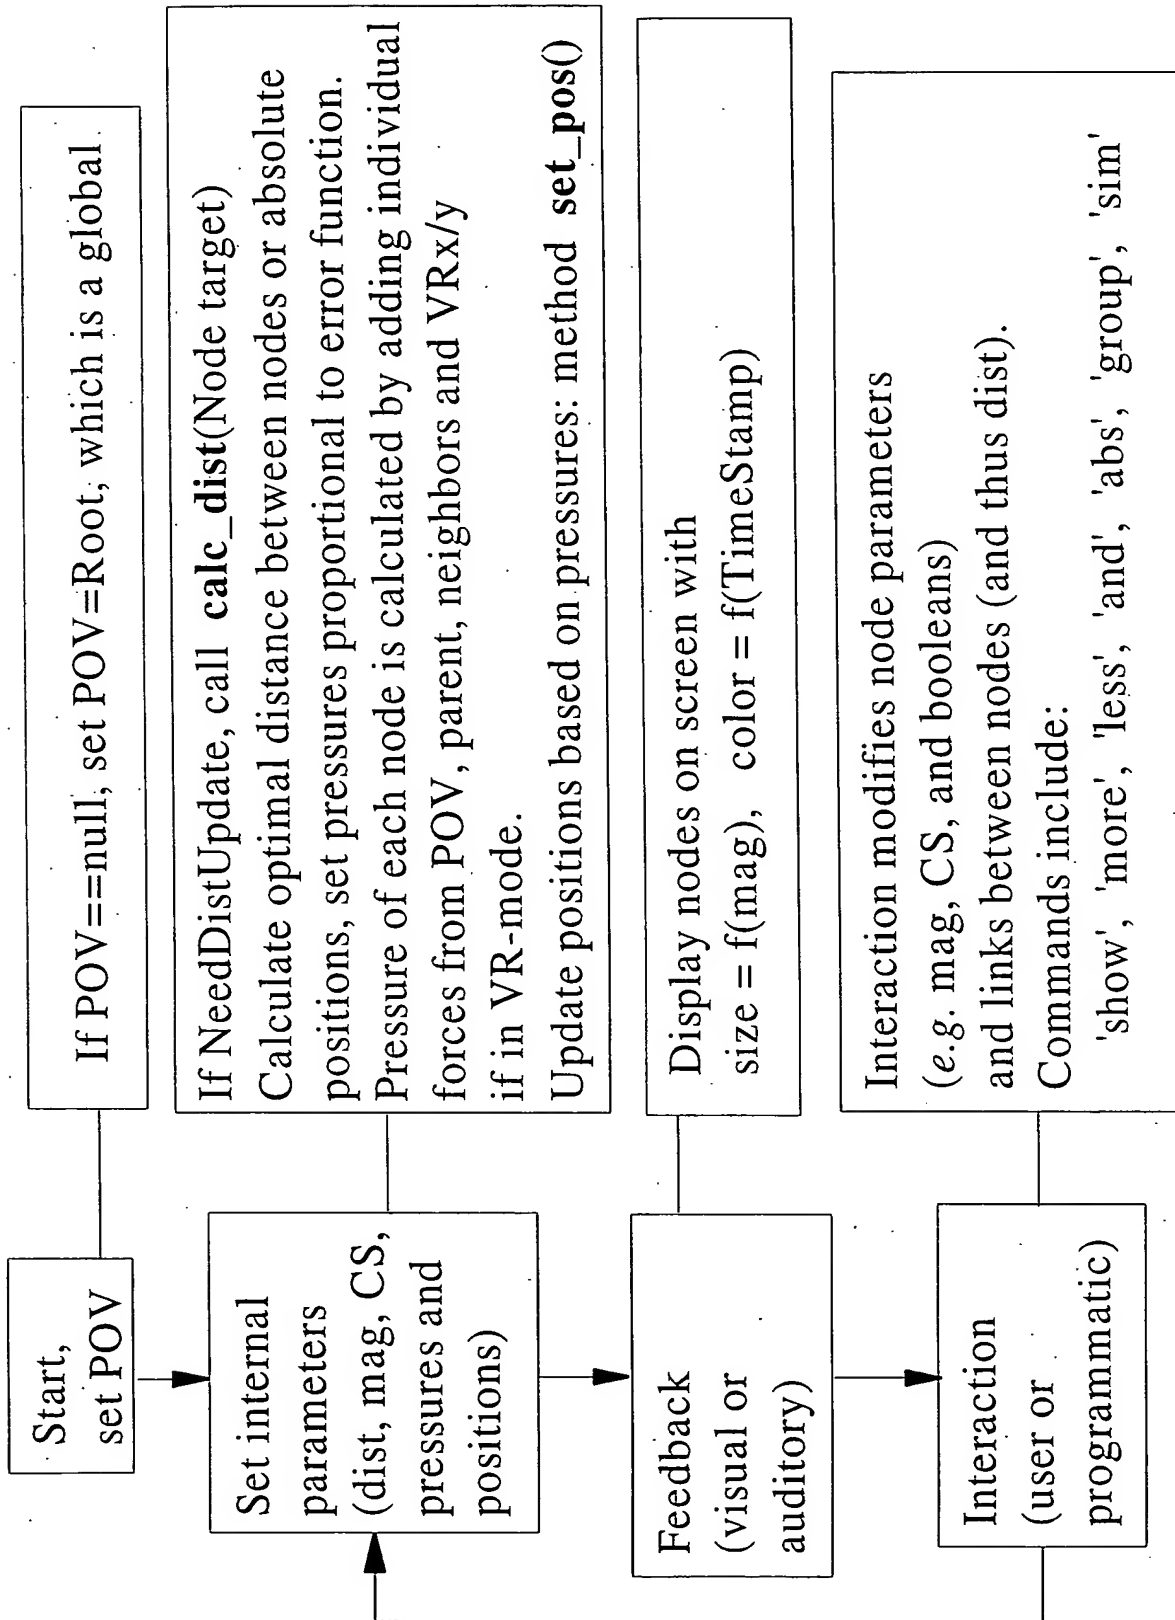 Start,
set POV
If POV==null, set POV=Root, which is a global.
Set internal
parameters
(dist, mag, CS,
pressures and
positions)
If NeedDistUpdate, call calc_dist(Node target)
Calculate optimal distance between nodes or absolute
positions, set pressures proportional to error function.
Pressure of each node is calculated by adding individual
forces from POV, parent, neighbors and VRx/y
if in VR-mode.
Update positions based on pressures: method set_pos()
Feedback
(visual or
auditory)
Display nodes on screen with
size = f(mag), color = f(TimeStamp)
Interaction
(user or
programmatic)
Interaction modifies node parameters
(e.g. mag, CS, and booleans)
and links between nodes (and thus dist).
Commands include:
'show', 'more', 'less', 'and', 'abs', 'group', 'sim'